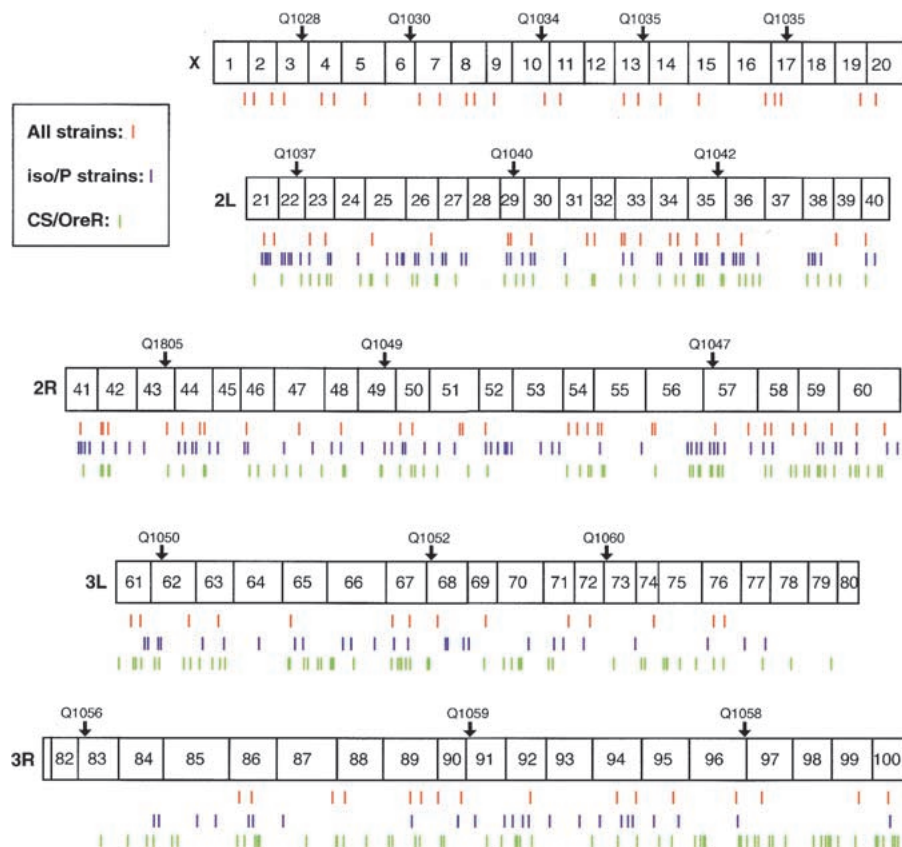 Q1028 Q1030 Q1034 Q1035 Q1035
X 1 2 3 4 5 6 7 8 9 10 11 12 13 14 15 16 17 18 19 20
All strains:
iso/P strains:
CS/OreR:
Q1037 Q1040 Q1042
2L 21 22 23 24 25 26 27 28 29 30 31 32 33 34 35 36 37 38 39 40
Q1805 Q1049 Q1047
2R 41 42 43 44 45 46 47 48 49 50 51 52 53 54 55 56 57 58 59 60
Q1050 Q1052 Q1060
3L 61 62 63 64 65 66 67 68 69 70 71 72 73 74 75 76 77 78 79 80
Q1056 Q1059 Q1058
3R 82 83 84 85 86 87 88 89 90 91 92 93 94 95 96 97 98 99 100